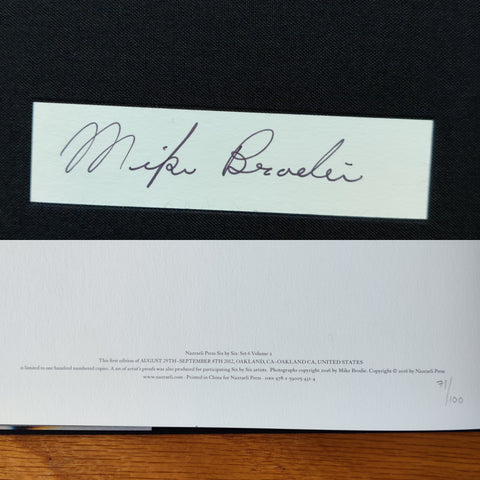 Mike Brodie
Nazraeli Press Six by Six: Set 6 Volume 2
This first edition of AUGUST 29TH–SEPTEMBER 8TH 2012, OAKLAND, CA–OAKLAND CA, UNITED STATES
is limited to one hundred numbered copies. A set of artist's proofs was also produced for participating Six by Six artists. Photographs copyright 2016 by Mike Brodie. Copyright © 2016 by Nazraeli Press
www.nazraeli.com · Printed in China for Nazraeli Press · ISBN 978-1-59005-451-4
71/100